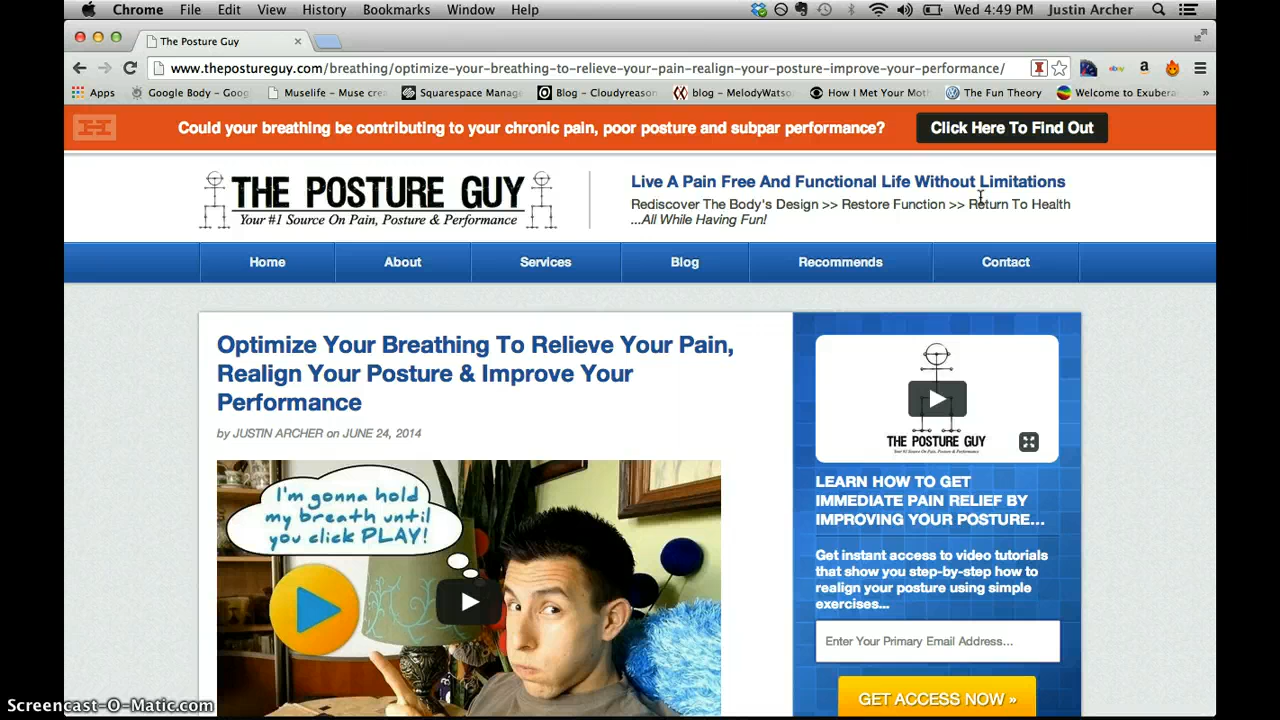 Chrome File Edit View History Bookmarks Window Help Wed 4:49 PM Justin Archer
The Posture Guy
www.thepostureguy.com/breathing/optimize-your-breathing-to-relieve-your-pain-realign-your-posture-improve-your-performance/
Apps Google Body - Goog Muselife - Muse cre Squarespace Manag Blog - Cloudyreason blog - MelodyWatso How I Met Your Mot The Fun Theory Welcome to Exubera »
Could your breathing be contributing to your chronic pain, poor posture and subpar performance? Click Here To Find Out
THE POSTURE GUY
Your #1 Source On Pain, Posture & Performance
Live A Pain Free And Functional Life Without Limitations
Rediscover The Body's Design >> Restore Function >> Return To Health
...All While Having Fun!
Home About Services Blog Recommends Contact
Optimize Your Breathing To Relieve Your Pain,
Realign Your Posture & Improve Your
Performance
by JUSTIN ARCHER on JUNE 24, 2014
I'm gonna hold
my breath until
you click PLAY!
THE POSTURE GUY
Your #1 Source On Pain, Posture & Performance
LEARN HOW TO GET
IMMEDIATE PAIN RELIEF BY
IMPROVING YOUR POSTURE...
Get instant access to video tutorials
that show you step-by-step how to
realign your posture using simple
exercises...
Enter Your Primary Email Address...
GET ACCESS NOW »
Screencast-O-Matic.com